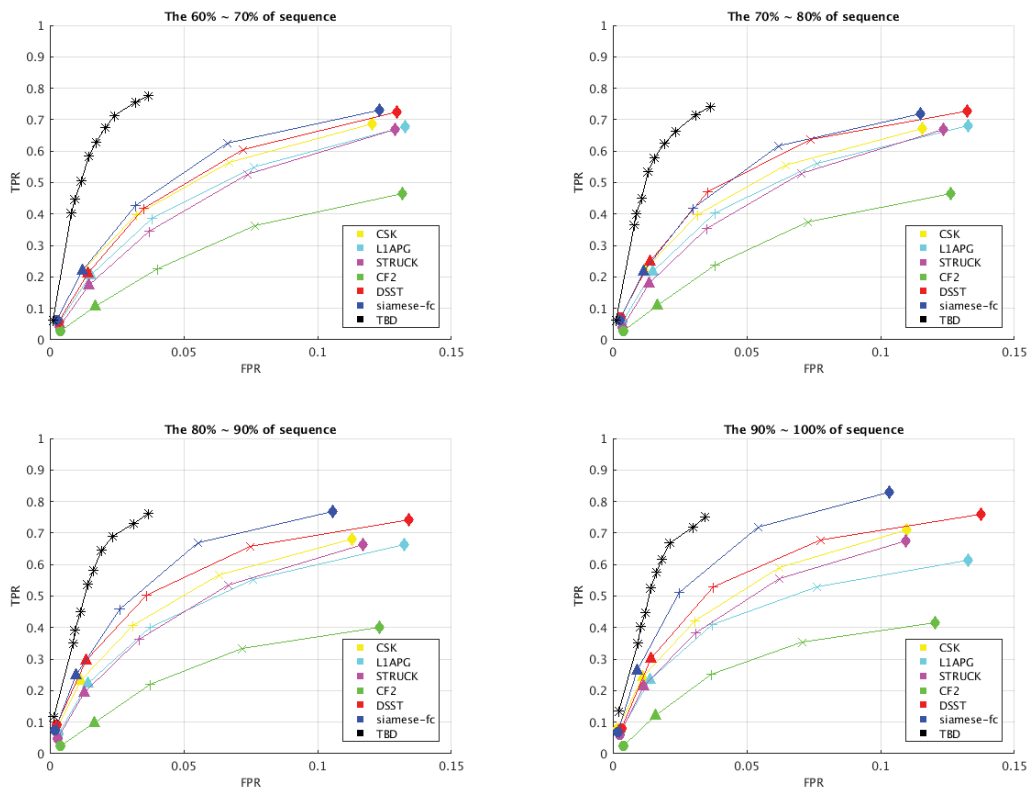 The 60% ~ 70% of sequence
1
0.9
0.8
0.7
0.6
0.5
0.4
0.3
0.2
0.1
0
TPR
0
0.05
0.1
0.15
FPR
CSK
L1APG
STRUCK
CF2
DSST
siamese-fc
TBD
The 70% ~ 80% of sequence
1
0.9
0.8
0.7
0.6
0.5
0.4
0.3
0.2
0.1
0
TPR
0
0.05
0.1
0.15
FPR
CSK
L1APG
STRUCK
CF2
DSST
siamese-fc
TBD
The 80% ~ 90% of sequence
1
0.9
0.8
0.7
0.6
0.5
0.4
0.3
0.2
0.1
0
TPR
0
0.05
0.1
0.15
FPR
CSK
L1APG
STRUCK
CF2
DSST
siamese-fc
TBD
The 90% ~ 100% of sequence
1
0.9
0.8
0.7
0.6
0.5
0.4
0.3
0.2
0.1
0
TPR
0
0.05
0.1
0.15
FPR
CSK
L1APG
STRUCK
CF2
DSST
siamese-fc
TBD